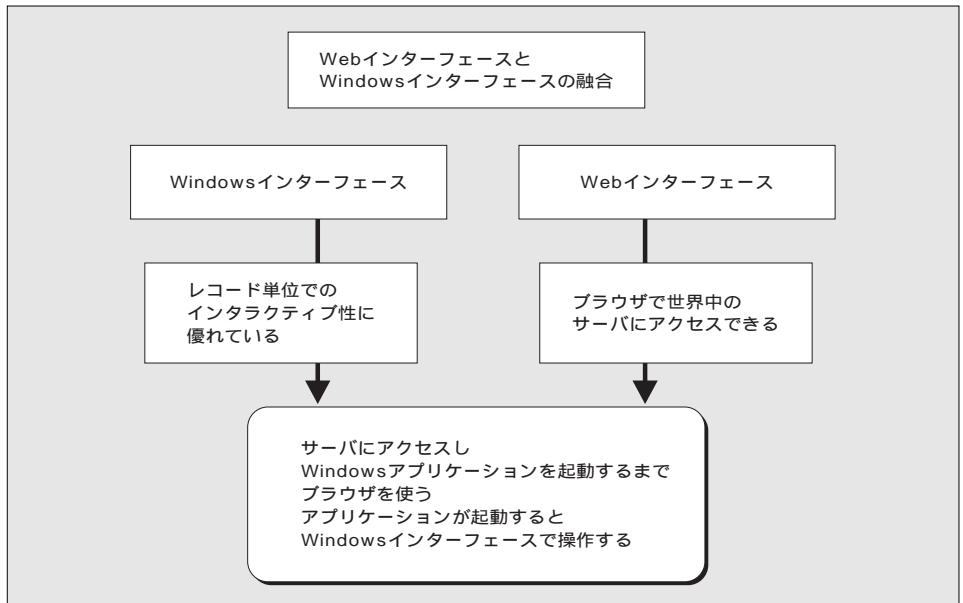 Webインターフェースと
Windowsインターフェースの融合
Windowsインターフェース
Webインターフェース
レコード単位での
インタラクティブ性に
優れている
ブラウザで世界中の
サーバにアクセスできる
サーバにアクセスし
Windowsアプリケーションを起動するまで
ブラウザを使う
アプリケーションが起動すると
Windowsインターフェースで操作する